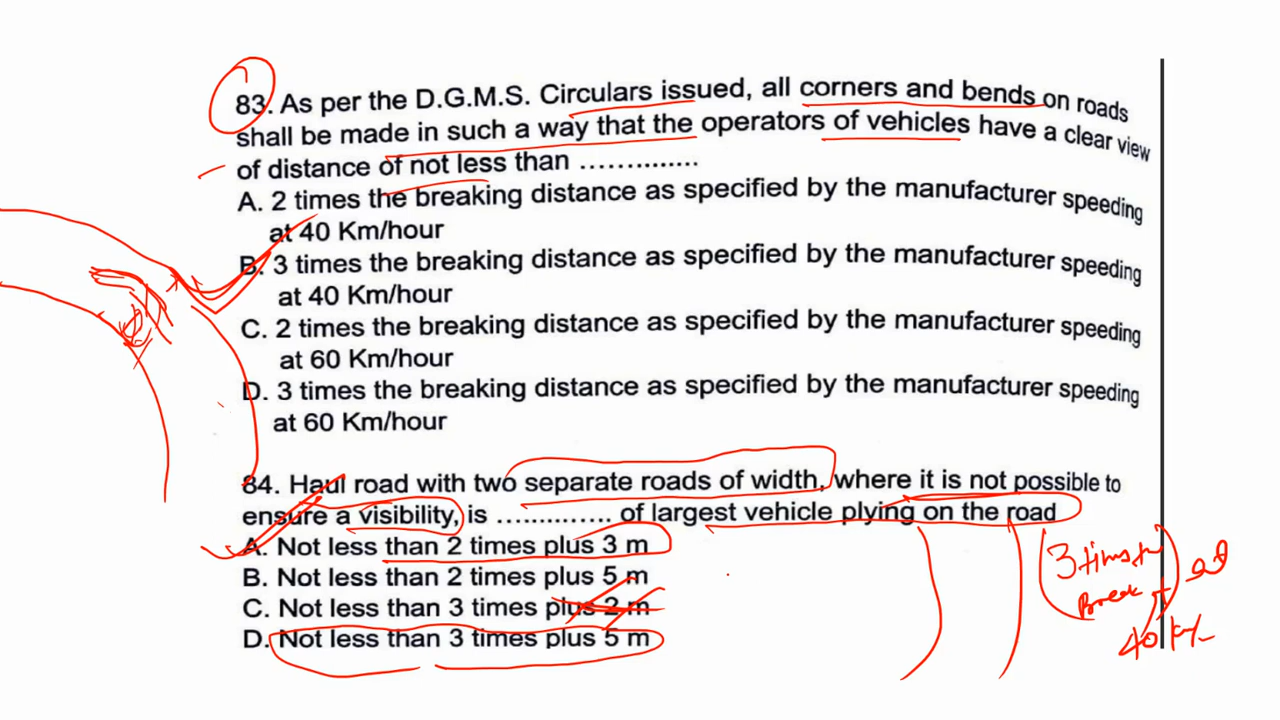 83. As per the D.G.M.S. Circulars issued, all corners and bends on roads
shall be made in such a way that the operators of vehicles have a clear view
of distance of not less than ..............
A. 2 times the breaking distance as specified by the manufacturer speeding
at 40 Km/hour
B. 3 times the breaking distance as specified by the manufacturer speeding
at 40 Km/hour
C. 2 times the breaking distance as specified by the manufacturer speeding
at 60 Km/hour
D. 3 times the breaking distance as specified by the manufacturer speeding
at 60 Km/hour
84. Haul road with two separate roads of width, where it is not possible to
ensure a visibility, is .............. of largest vehicle plying on the road
A. Not less than 2 times plus 3 m
B. Not less than 2 times plus 5 m
C. Not less than 3 times plus 2 m
D. Not less than 3 times plus 5 m
3 times
Break
40 k